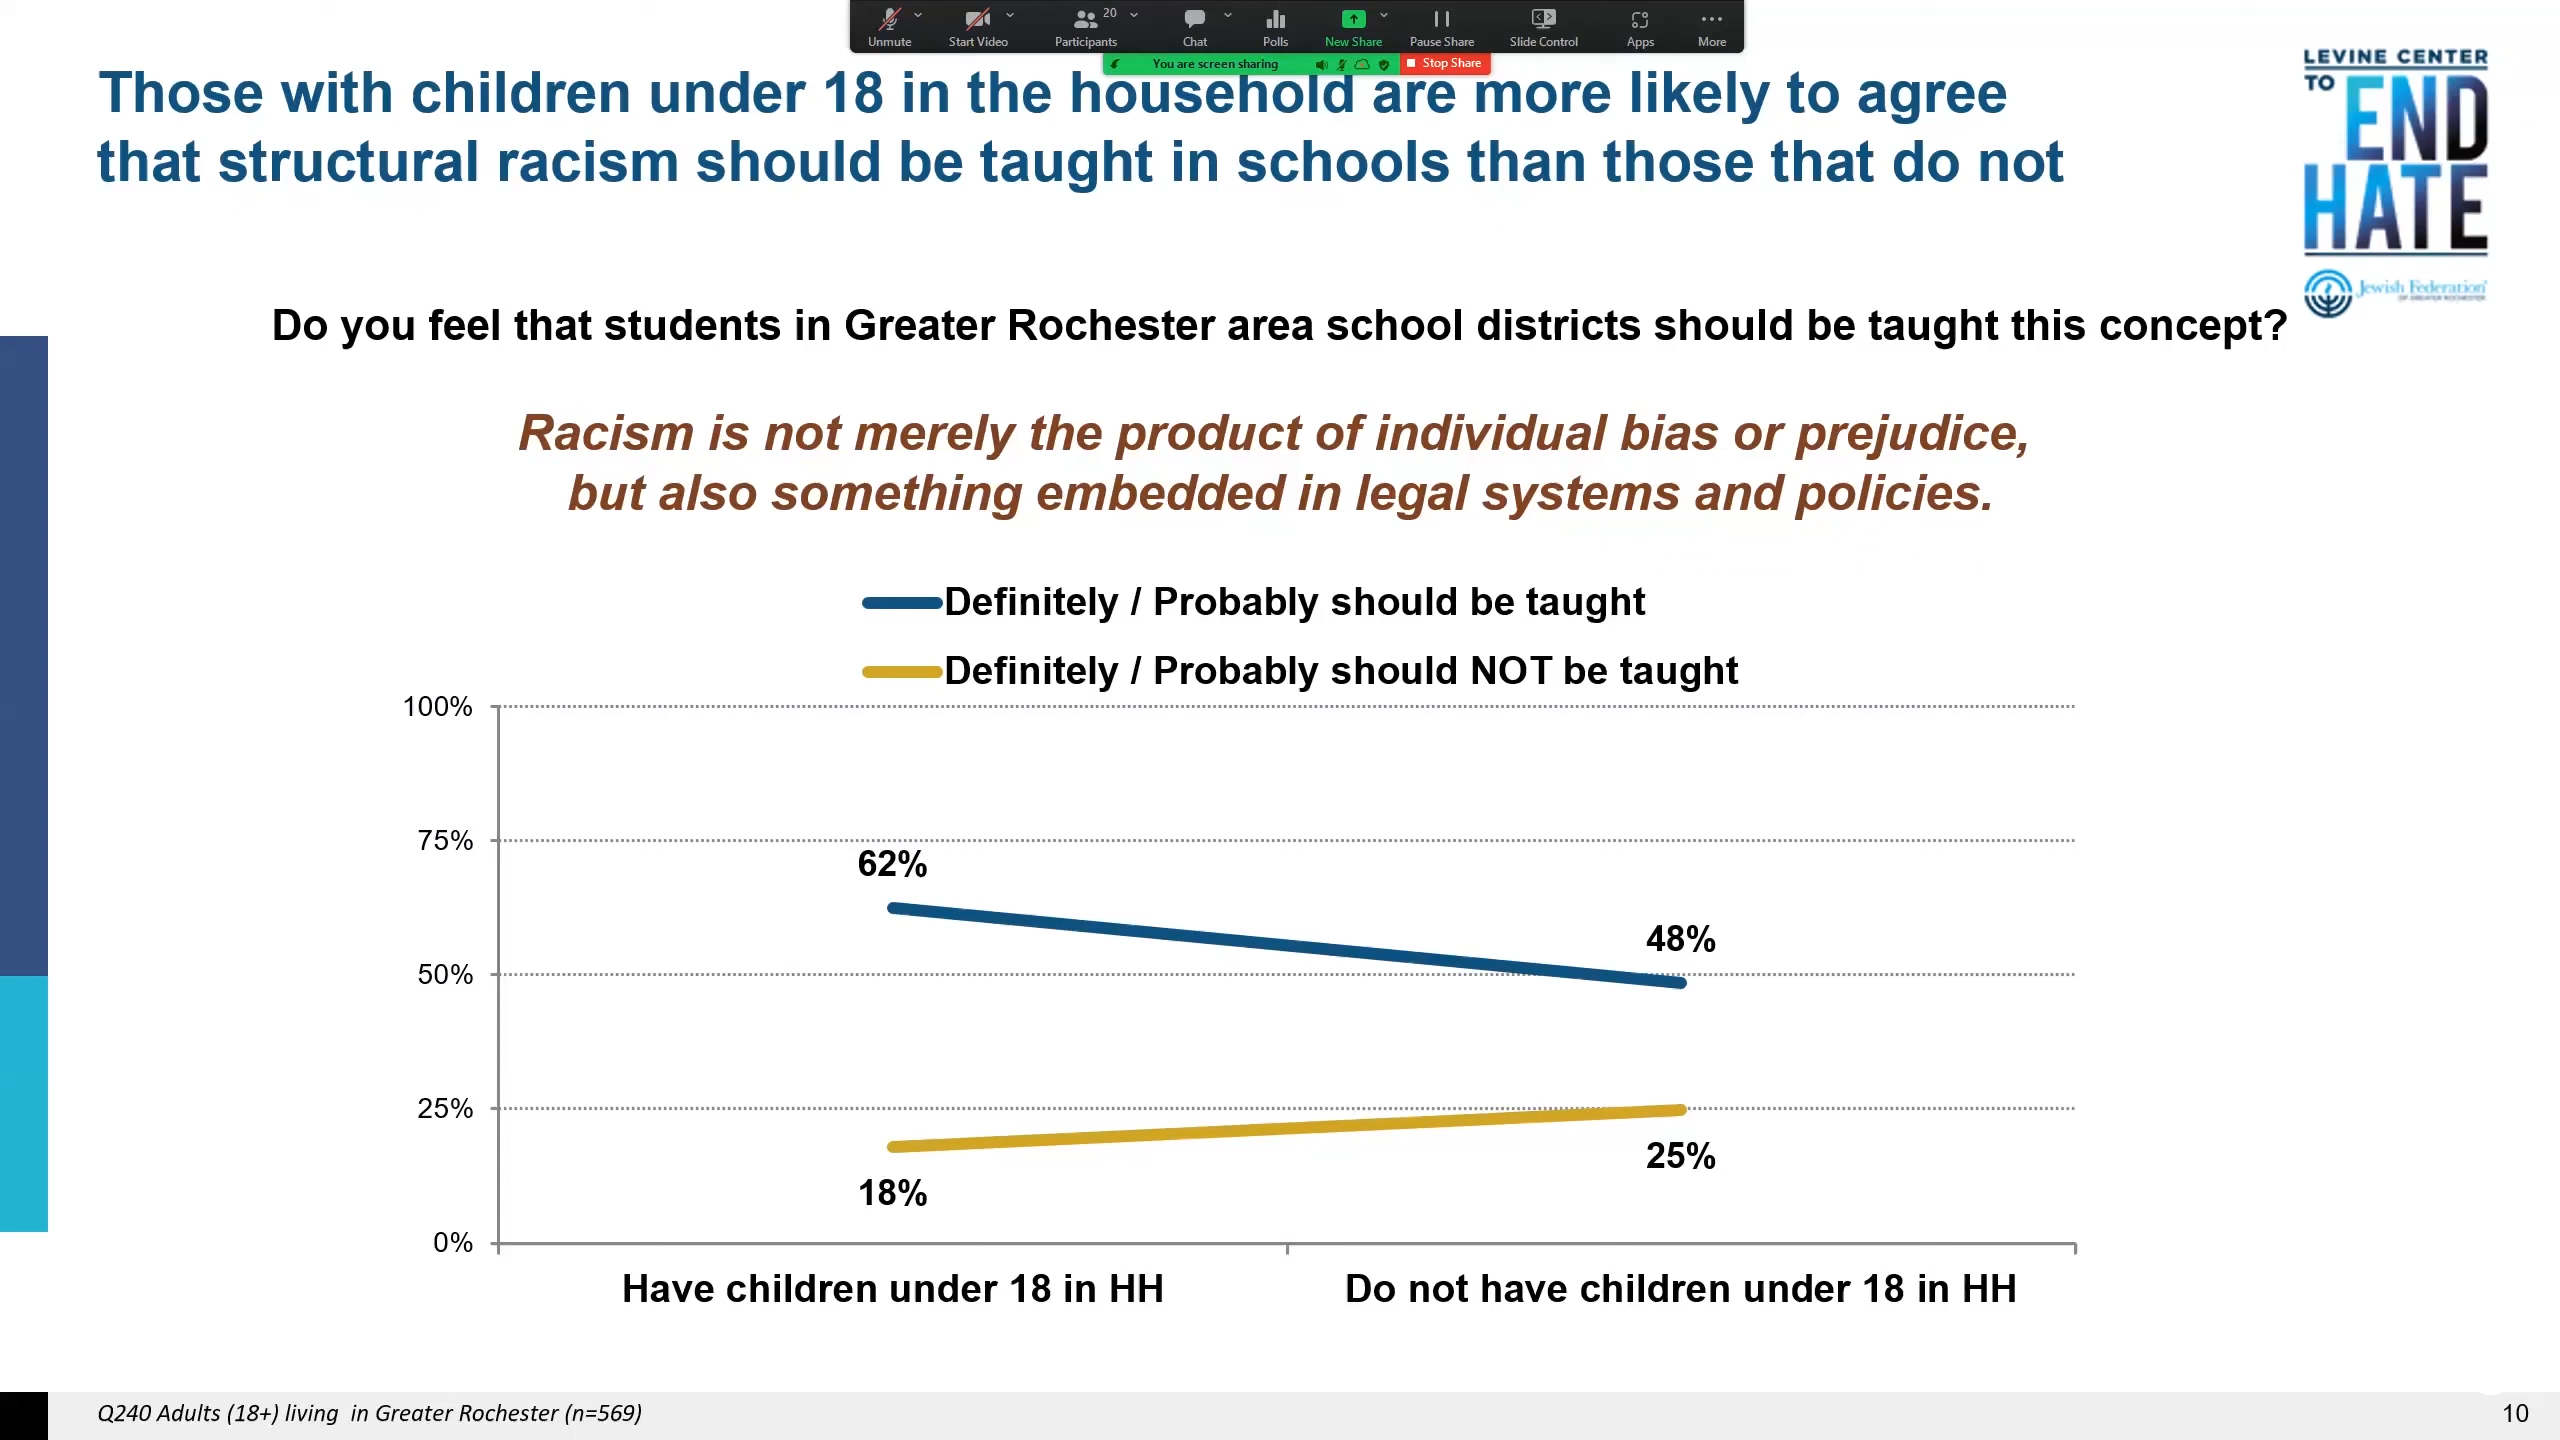 Unmute
Start Video
Participants
20
Chat
Polls
New Share
Pause Share
Slide Control
Apps
More
You are screen sharing
Stop Share
Those with children under 18 in the household are more likely to agree
that structural racism should be taught in schools than those that do not
LEVINE CENTER
TO END
HATE
Jewish Federation
OF GREATER ROCHESTER
Do you feel that students in Greater Rochester area school districts should be taught this concept?
Racism is not merely the product of individual bias or prejudice,
but also something embedded in legal systems and policies.
Definitely / Probably should be taught
Definitely / Probably should NOT be taught
100%
75%
62%
48%
50%
25%
25%
18%
0%
Have children under 18 in HH
Do not have children under 18 in HH
Q240 Adults (18+) living  in Greater Rochester (n=569)
10